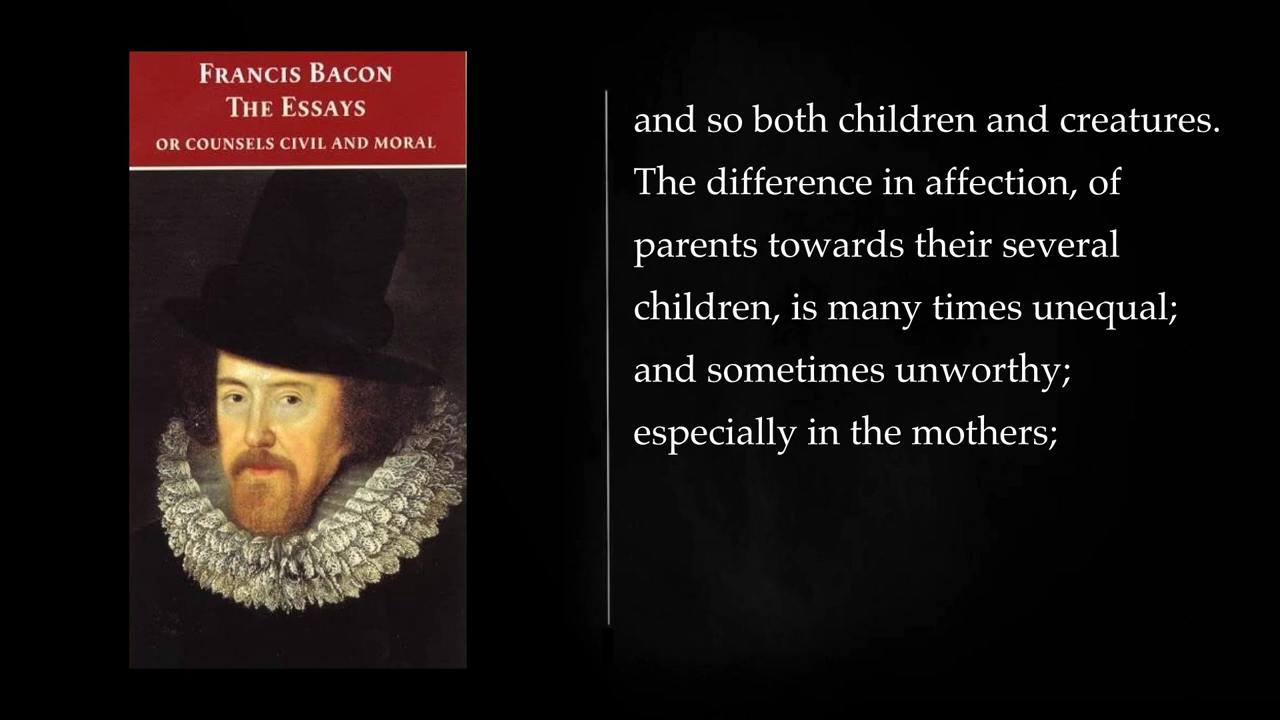 FRANCIS BACON
THE ESSAYS
OR COUNSELS CIVIL AND MORAL
and so both children and creatures.
The difference in affection, of
parents towards their several
children, is many times unequal;
and sometimes unworthy;
especially in the mothers;